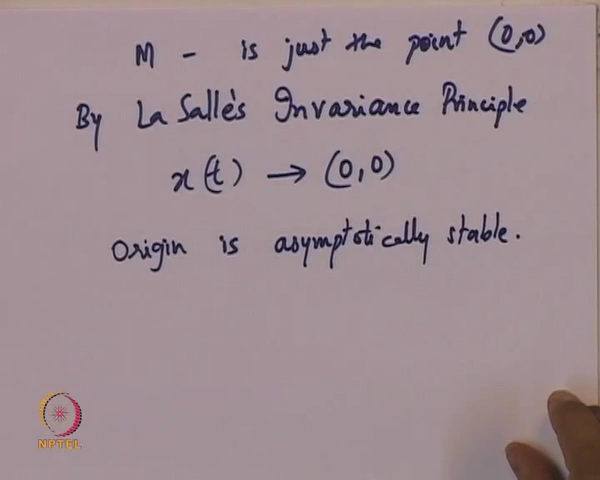 M - is just the point (0,0)
By La Salle's Invariance Principle
x(t) → (0,0)
Origin is asymptotically stable.
NPTEL